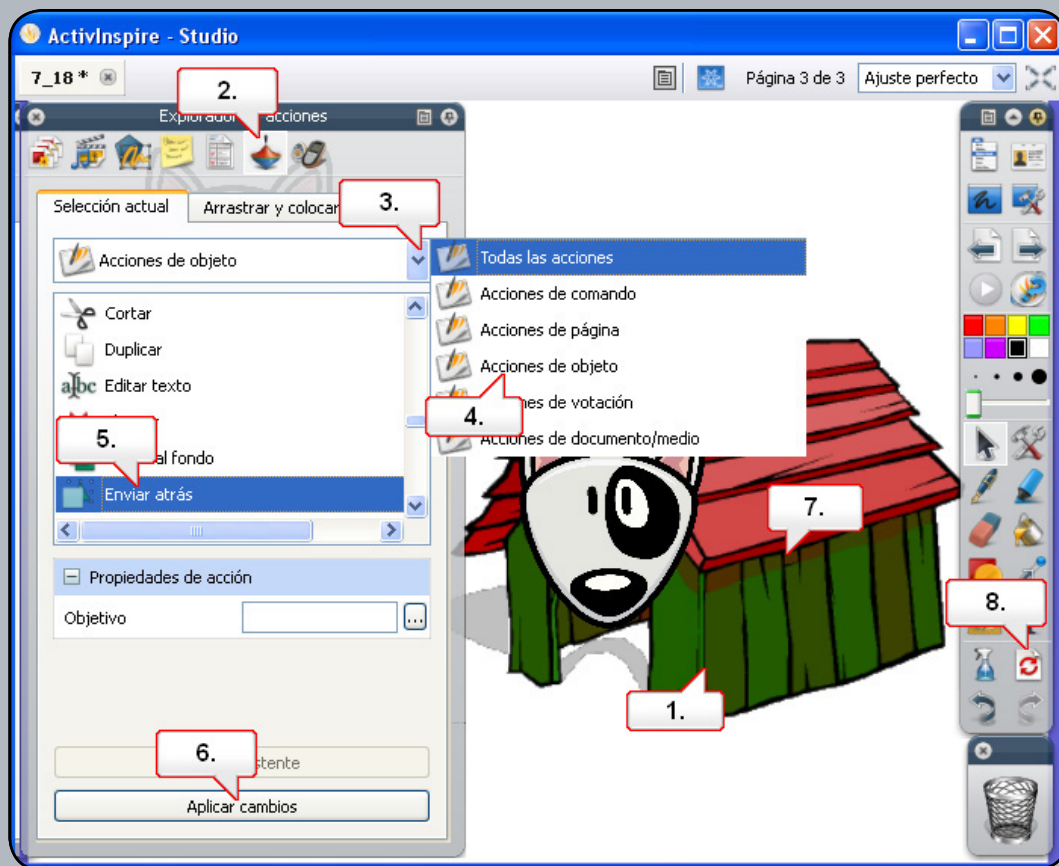 ActivInspire - Studio
7_18 *
Página 3 de 3
Ajuste perfecto
2.
acciones
Selección actual
Arrastrar y colocar
3.
Acciones de objeto
Todas las acciones
Cortar
Acciones de comando
Duplicar
Acciones de página
abc Editar texto
Acciones de objeto
4.
de votación
5.
Acciones de documento/medio
al fondo
Enviar atrás
7.
Propiedades de acción
Objetivo
...
8.
1.
6.
Aplicar cambios